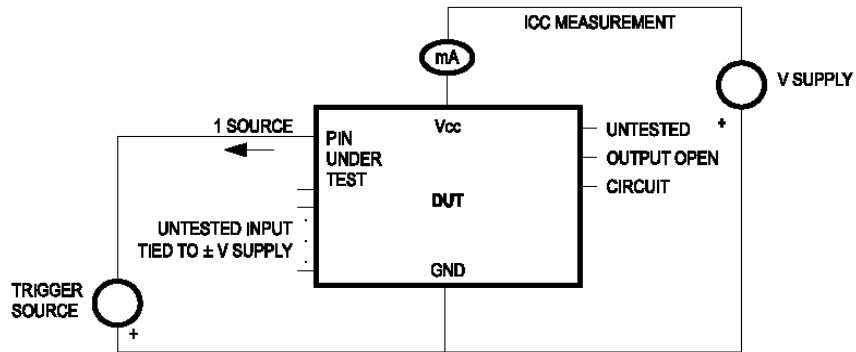 ICC MEASUREMENT
mA
V SUPPLY
+
1 SOURCE
Vcc
UNTESTED
PIN
UNDER
TEST
OUTPUT OPEN
CIRCUIT
DUT
UNTESTED INPUT
TIED TO ± V SUPPLY
GND
TRIGGER
SOURCE
+